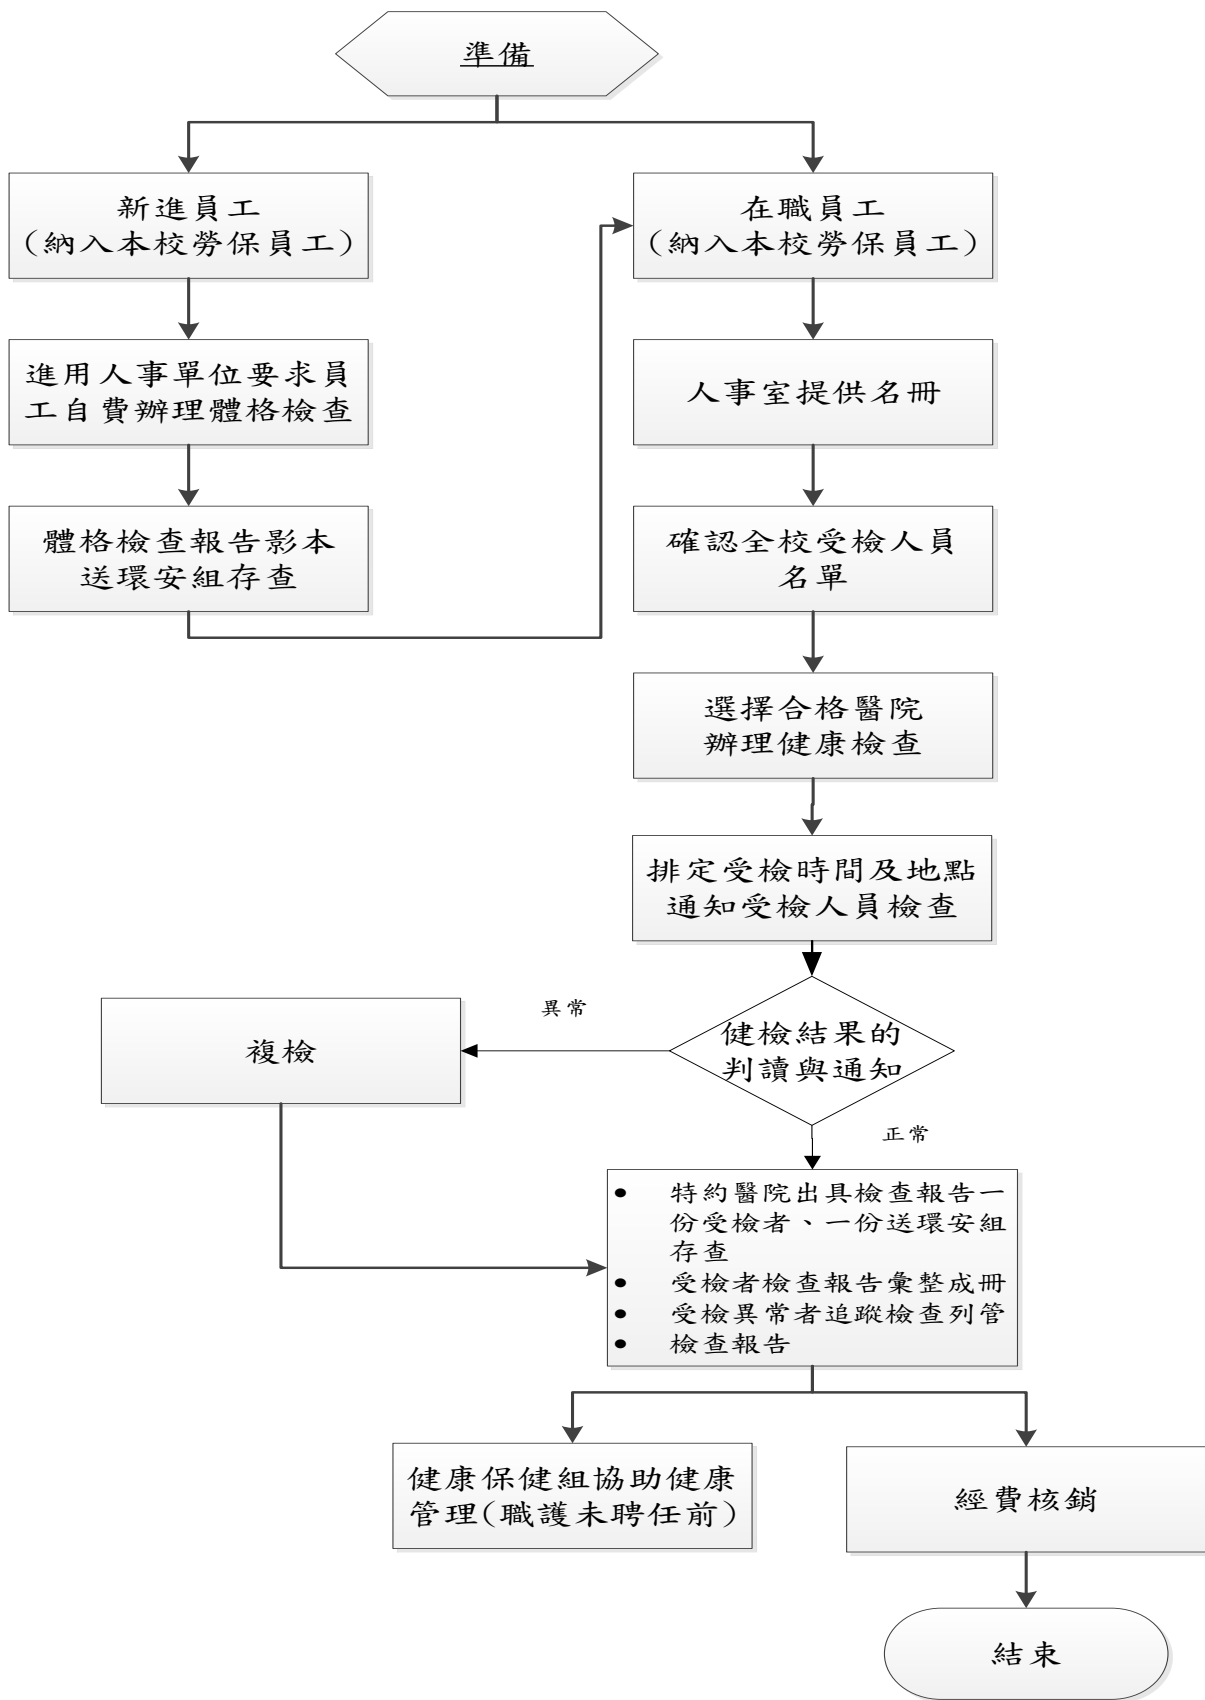 準備
新進員工
（納入本校勞保員工）
在職員工
（納入本校勞保員工）
進用人事單位要求員
工自費辦理體格檢查
人事室提供名冊
體格檢查報告影本
送環安組存查
確認全校受檢人員
名單
選擇合格醫院
辦理健康檢查
排定受檢時間及地點
通知受檢人員檢查
異常
複檢
健檢結果的
判讀與通知
正常
● 特約醫院出具檢查報告一
份受檢者、一份送環安組
存查
● 受檢者檢查報告彙整成冊
● 受檢異常者追蹤檢查列管
● 檢查報告
健康保健組協助健康
管理(職護未聘任前)
經費核銷
結束